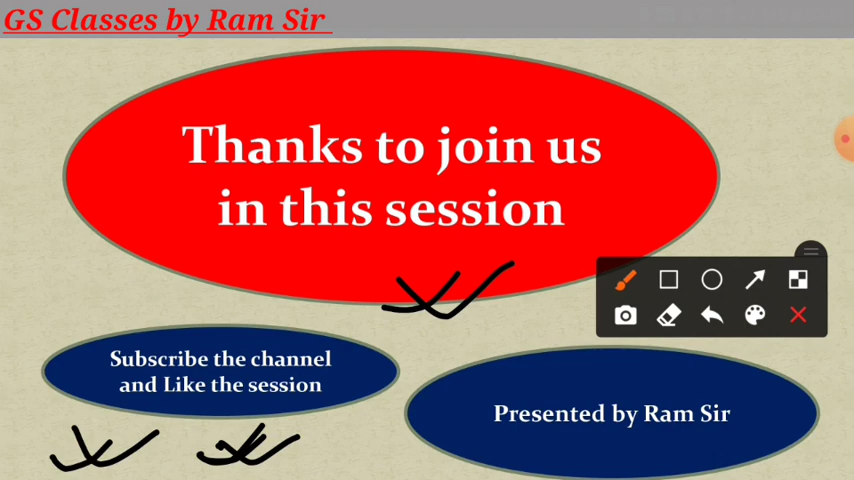 GS Classes by Ram Sir
Thanks to join us
in this session
Subscribe the channel
and Like the session
Presented by Ram Sir